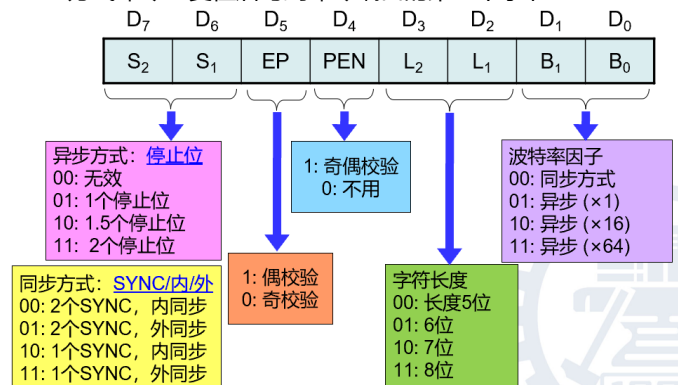 D₇ D₆ D₅ D₄ D₃ D₂ D₁ D₀
S₂ S₁ EP PEN L₂ L₁ B₁ B₀
异步方式：停止位
00: 无效
01: 1个停止位
10: 1.5个停止位
11: 2个停止位
同步方式：SYNC/内/外
00: 2个SYNC，内同步
01: 2个SYNC，外同步
10: 1个SYNC，内同步
11: 1个SYNC，外同步
1: 偶校验
0: 奇校验
1: 奇偶校验
0: 不用
字符长度
00: 长度5位
01: 6位
10: 7位
11: 8位
波特率因子
00: 同步方式
01: 异步 (×1)
10: 异步 (×16)
11: 异步 (×64)